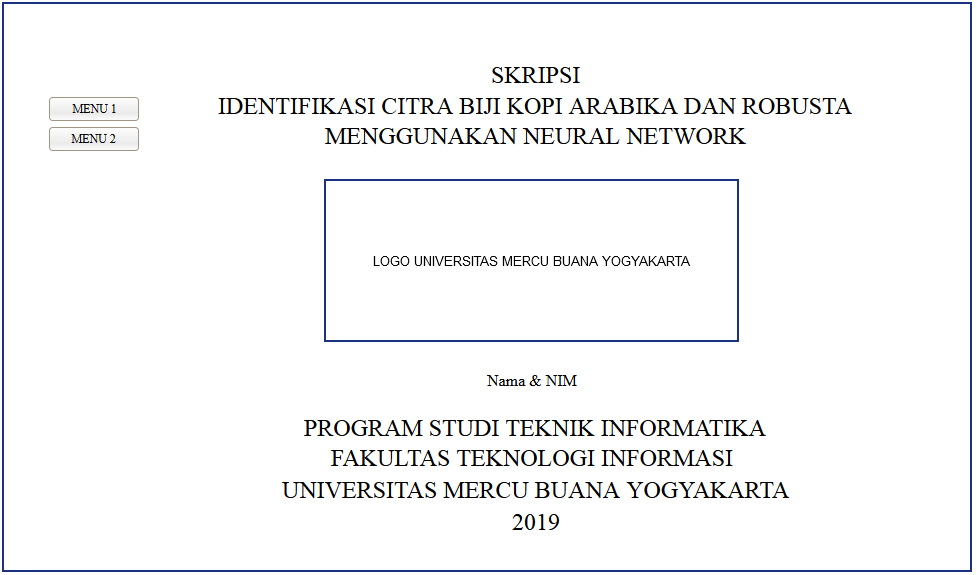 SKRIPSI
IDENTIFIKASI CITRA BIJI KOPI ARABIKA DAN ROBUSTA
MENGGUNAKAN NEURAL NETWORK
MENU 1
MENU 2
LOGO UNIVERSITAS MERCU BUANA YOGYAKARTA
Nama & NIM
PROGRAM STUDI TEKNIK INFORMATIKA
FAKULTAS TEKNOLOGI INFORMASI
UNIVERSITAS MERCU BUANA YOGYAKARTA
2019